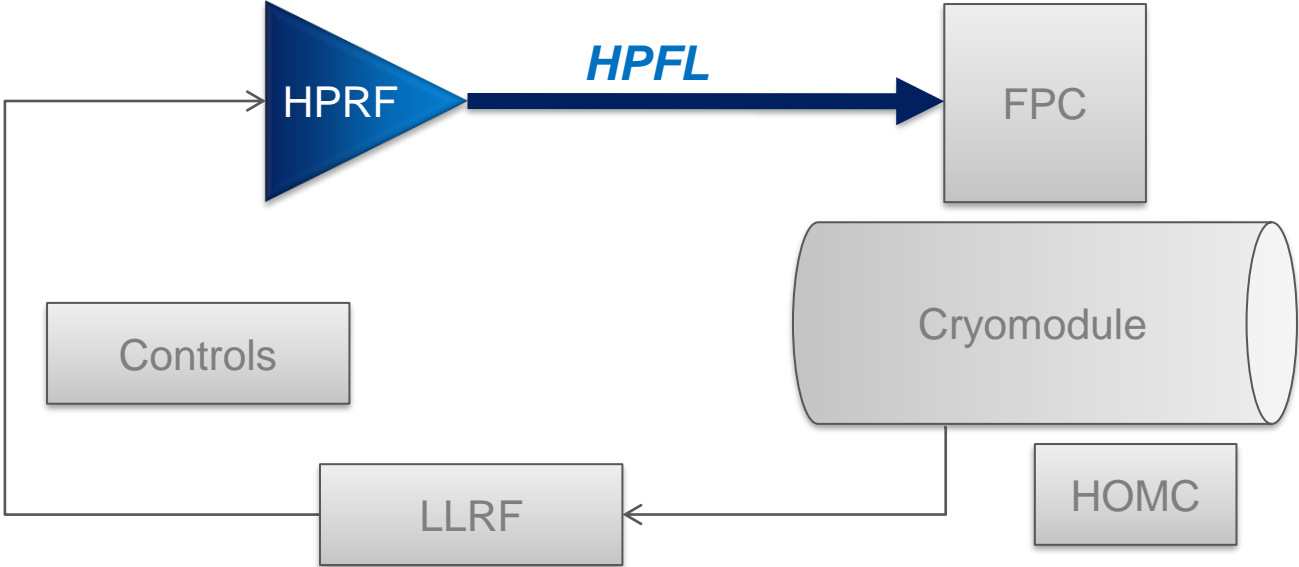 HPFL
HPRF
FPC
Cryomodule
Controls
HOMC
LLRF